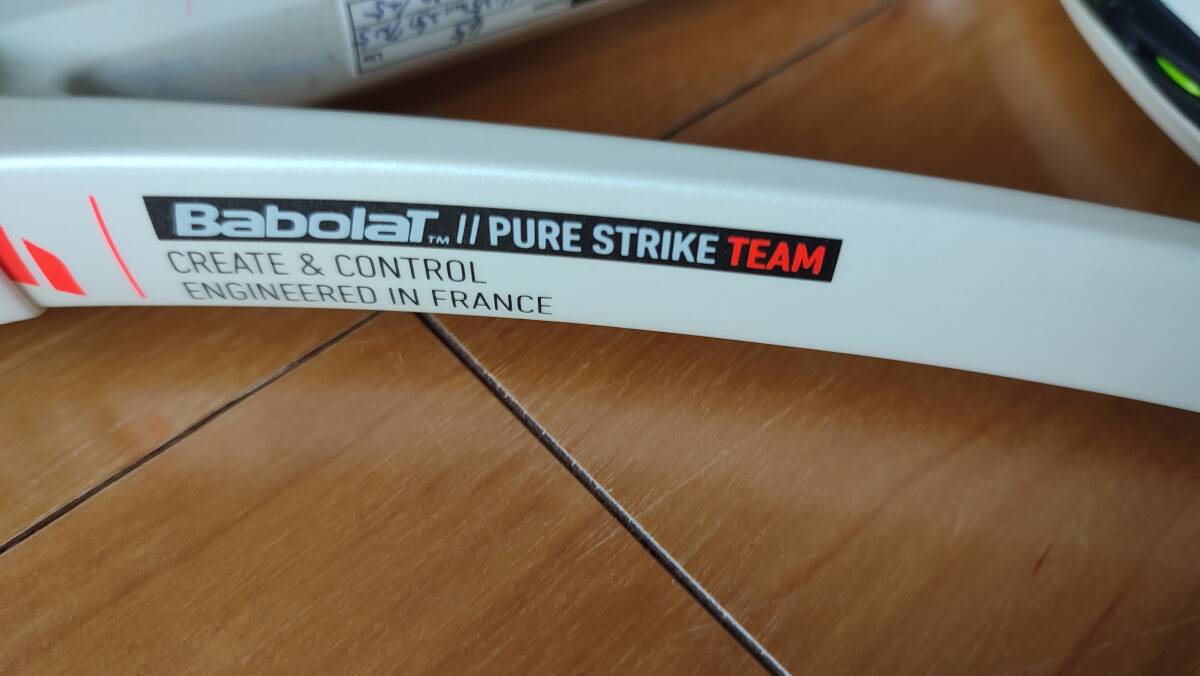 BabolaT™ // PURE STRIKE TEAM
CREATE & CONTROL
ENGINEERED IN FRANCE